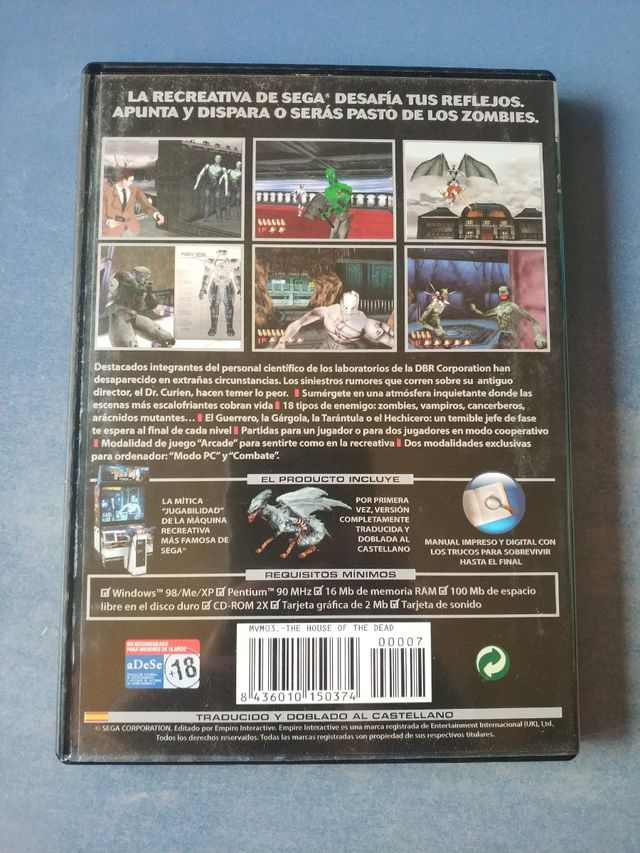 LA RECREATIVA DE SEGA® DESAFÍA TUS REFLEJOS.
APUNTA Y DISPARA O SERÁS PASTO DE LOS ZOMBIES.
PUNTO DEBIL
Destacados integrantes del personal científico de los laboratorios de la DBR Corporation han
desaparecido en extrañas circunstancias. Los siniestros rumores que corren sobre su antiguo
director, el Dr. Curien, hacen temer lo peor. Sumérgete en una atmósfera inquietante donde las
escenas más escalofriantes cobran vida 18 tipos de enemigo: zombies, vampiros, cancerberos,
arácnidos mutantes... El Guerrero, la Gárgola, la Tarántula o el Hechicero: un temible jefe de fase
te espera al final de cada nivel Partidas para un jugador o para dos jugadores en modo cooperativo
Modalidad de juego “Arcade” para sentirte como en la recreativa Dos modalidades exclusivas
para ordenador: “Modo PC” y “Combate”.
EL PRODUCTO INCLUYE
LA MÍTICA
“JUGABILIDAD”
DE LA MÁQUINA
RECREATIVA
MÁS FAMOSA DE
SEGA®
POR PRIMERA
VEZ, VERSIÓN
COMPLETAMENTE
TRADUCIDA Y
DOBLADA AL
CASTELLANO
MANUAL IMPRESO Y DIGITAL CON
LOS TRUCOS PARA SOBREVIVIR
HASTA EL FINAL
REQUISITOS MÍNIMOS
Windows™ 98/Me/XP Pentium™ 90 MHz 16 Mb de memoria RAM 100 Mb de espacio
libre en el disco duro CD-ROM 2X Tarjeta gráfica de 2 Mb Tarjeta de sonido
NO RECOMENDADO
PARA MENORES DE 18 AÑOS
aDeSe
+18
MVM03.-THE HOUSE OF THE DEAD
00007
8 436010 150374
TRADUCIDO Y DOBLADO AL CASTELLANO
© SEGA CORPORATION. Editado por Empire Interactive. Empire Interactive es una marca registrada de Entertainment Internacional (UK), Ltd.
Todos los derechos reservados. Todas las marcas registradas son propiedad de sus respectivos titulares.